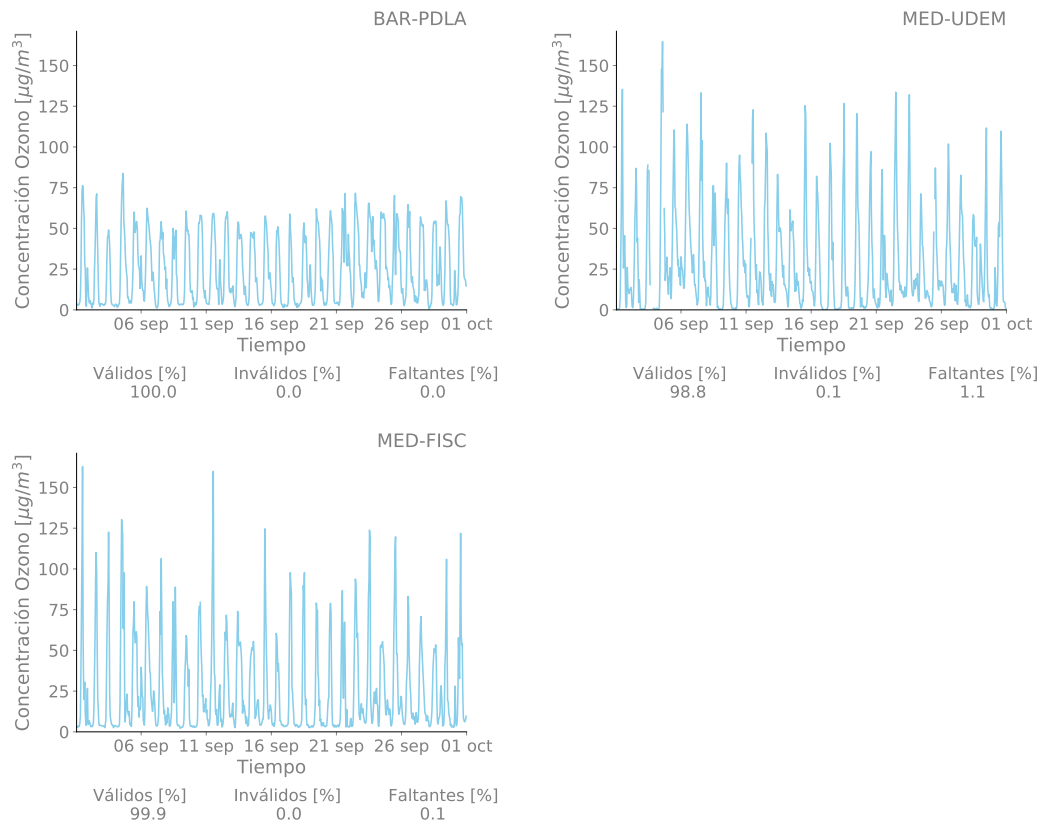 BAR-PDLA
Concentración Ozono [μg/m³]
150
125
100
75
50
25
0
06 sep 11 sep 16 sep 21 sep 26 sep 01 oct
Tiempo
Válidos [%] Inválidos [%] Faltantes [%]
100.0 0.0 0.0
MED-UDEM
Concentración Ozono [μg/m³]
150
125
100
75
50
25
0
06 sep 11 sep 16 sep 21 sep 26 sep 01 oct
Tiempo
Válidos [%] Inválidos [%] Faltantes [%]
98.8 0.1 1.1
MED-FISC
Concentración Ozono [μg/m³]
150
125
100
75
50
25
0
06 sep 11 sep 16 sep 21 sep 26 sep 01 oct
Tiempo
Válidos [%] Inválidos [%] Faltantes [%]
99.9 0.0 0.1